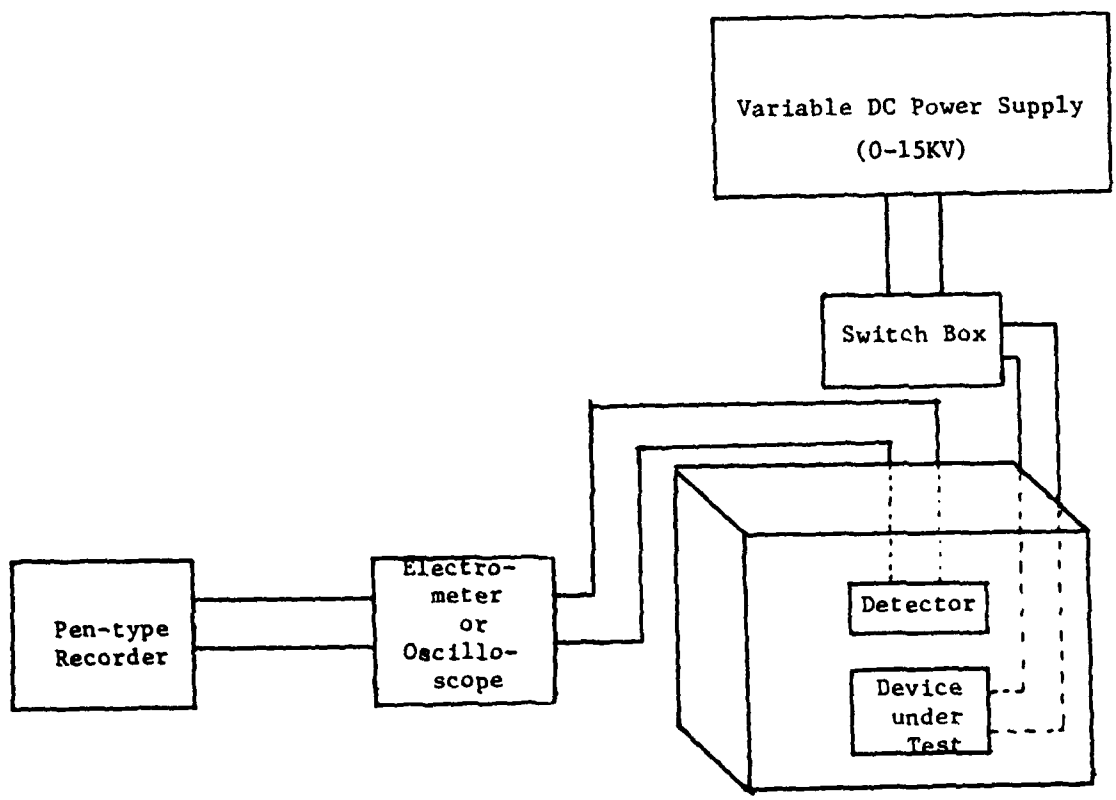 Variable DC Power Supply
(0-15KV)
Switch Box
Electro-
meter
or
Oscillo-
scope
Pen-type
Recorder
Detector
Device
under
Test